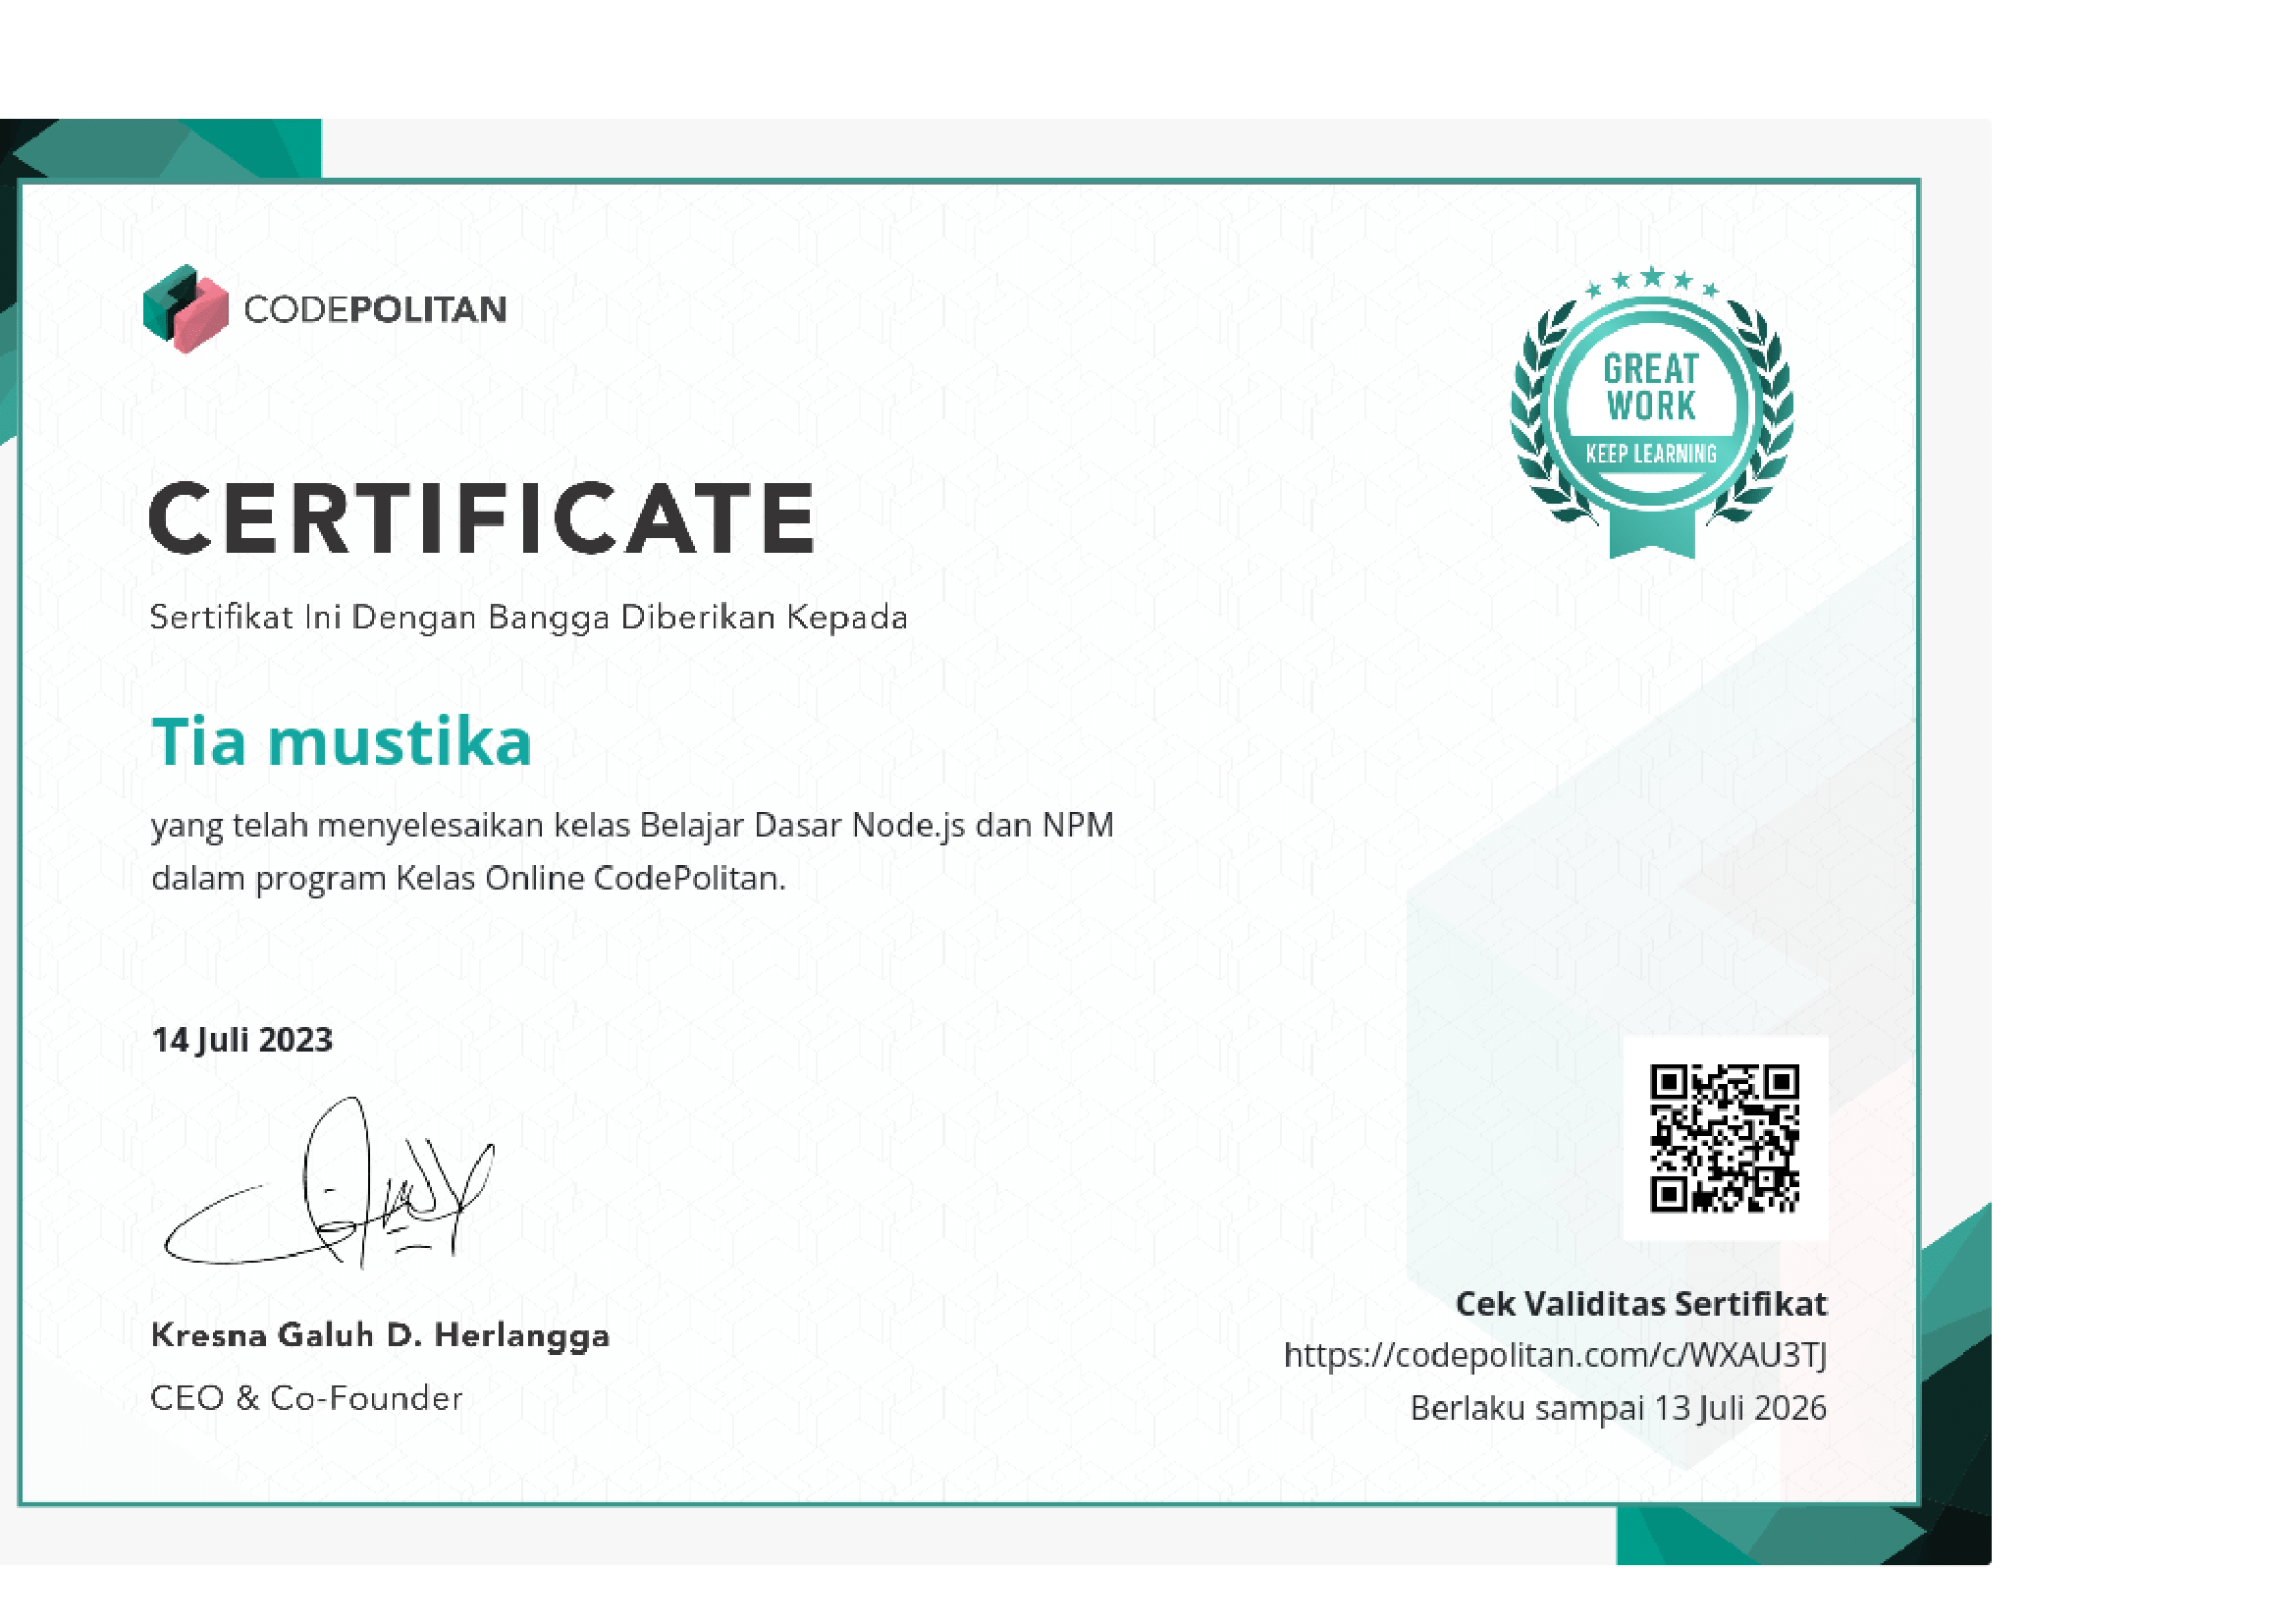 CODEPOLITAN
GREAT
WORK
KEEP LEARNING
CERTIFICATE
Sertifikat Ini Dengan Bangga Diberikan Kepada
Tia mustika
yang telah menyelesaikan kelas Belajar Dasar Node.js dan NPM
dalam program Kelas Online CodePolitan.
14 Juli 2023
Kresna Galuh D. Herlangga
CEO & Co-Founder
Cek Validitas Sertifikat
https://codepolitan.com/c/WXAU3TJ
Berlaku sampai 13 Juli 2026